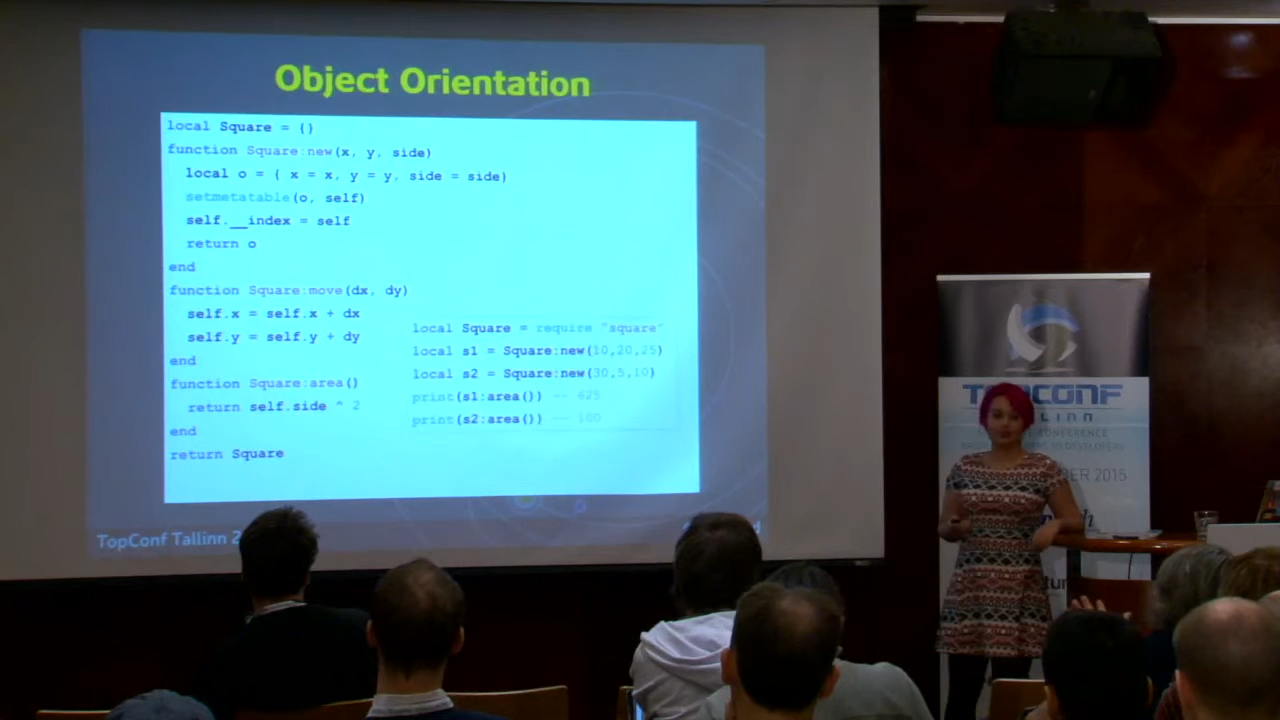 Object Orientation
local Square = {}
function Square:new(x, y, side)
local o = { x = x, y = y, side = side}
setmetatable(o, self)
self.__index = self
return o
end
function Square:move(dx, dy)
self.x = self.x + dx
self.y = self.y + dy
end
function Square:area()
return self.side ^ 2
end
return Square
local Square = require "square"
local s1 = Square:new(10,20,25)
local s2 = Square:new(30,5,10)
print(s1:area()) -- 625
print(s2:area()) -- 100
TopConf Tallinn
TOPCONF
CONFERENCE
DEVELOPERS
2015